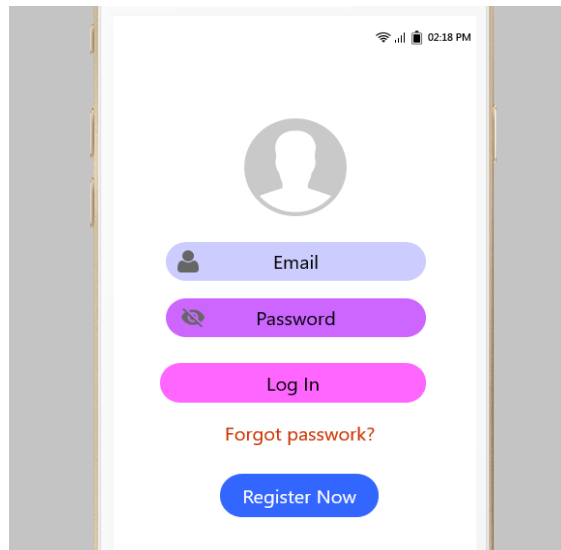 02:18 PM
Email
Password
Log In
Forgot passwork?
Register Now